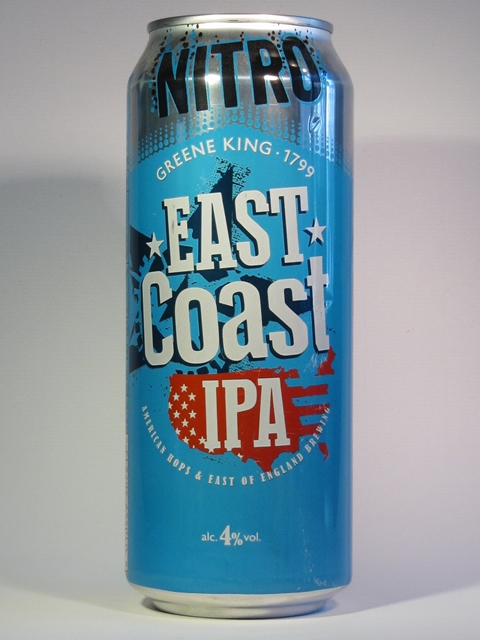 NITRO
GREENE KING · 1799
EAST
Coast
IPA
AMERICAN HOPS & EAST OF ENGLAND BREWING
alc. 4% vol.